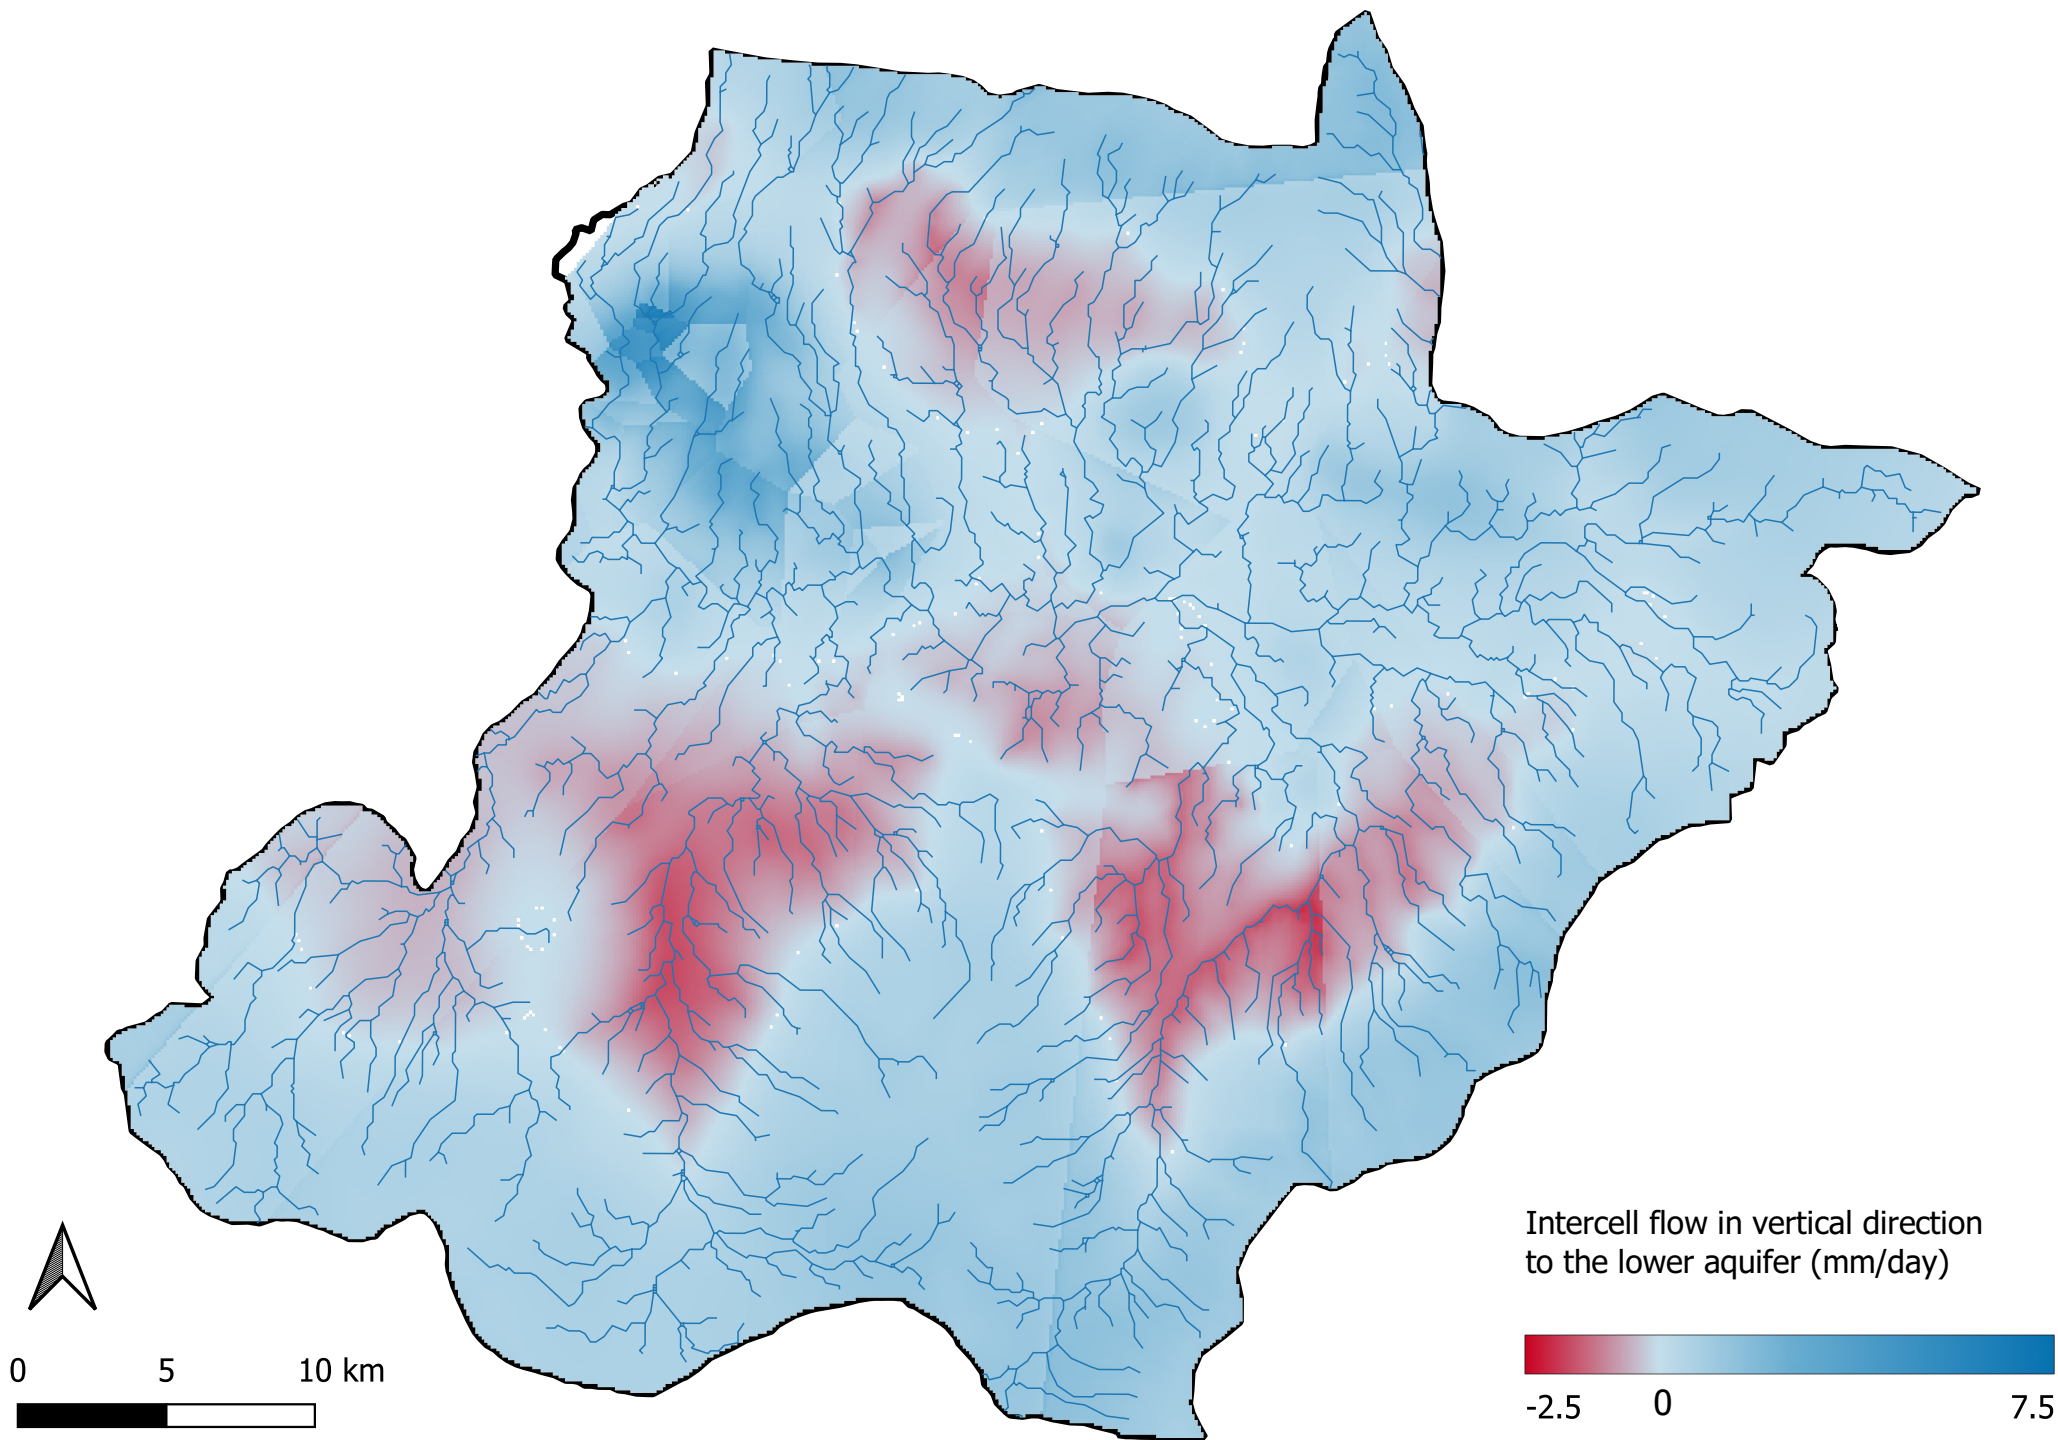 Intercell flow in vertical direction
to the lower aquifer (mm/day)
-2.5 0 7.5
0 5 10 km